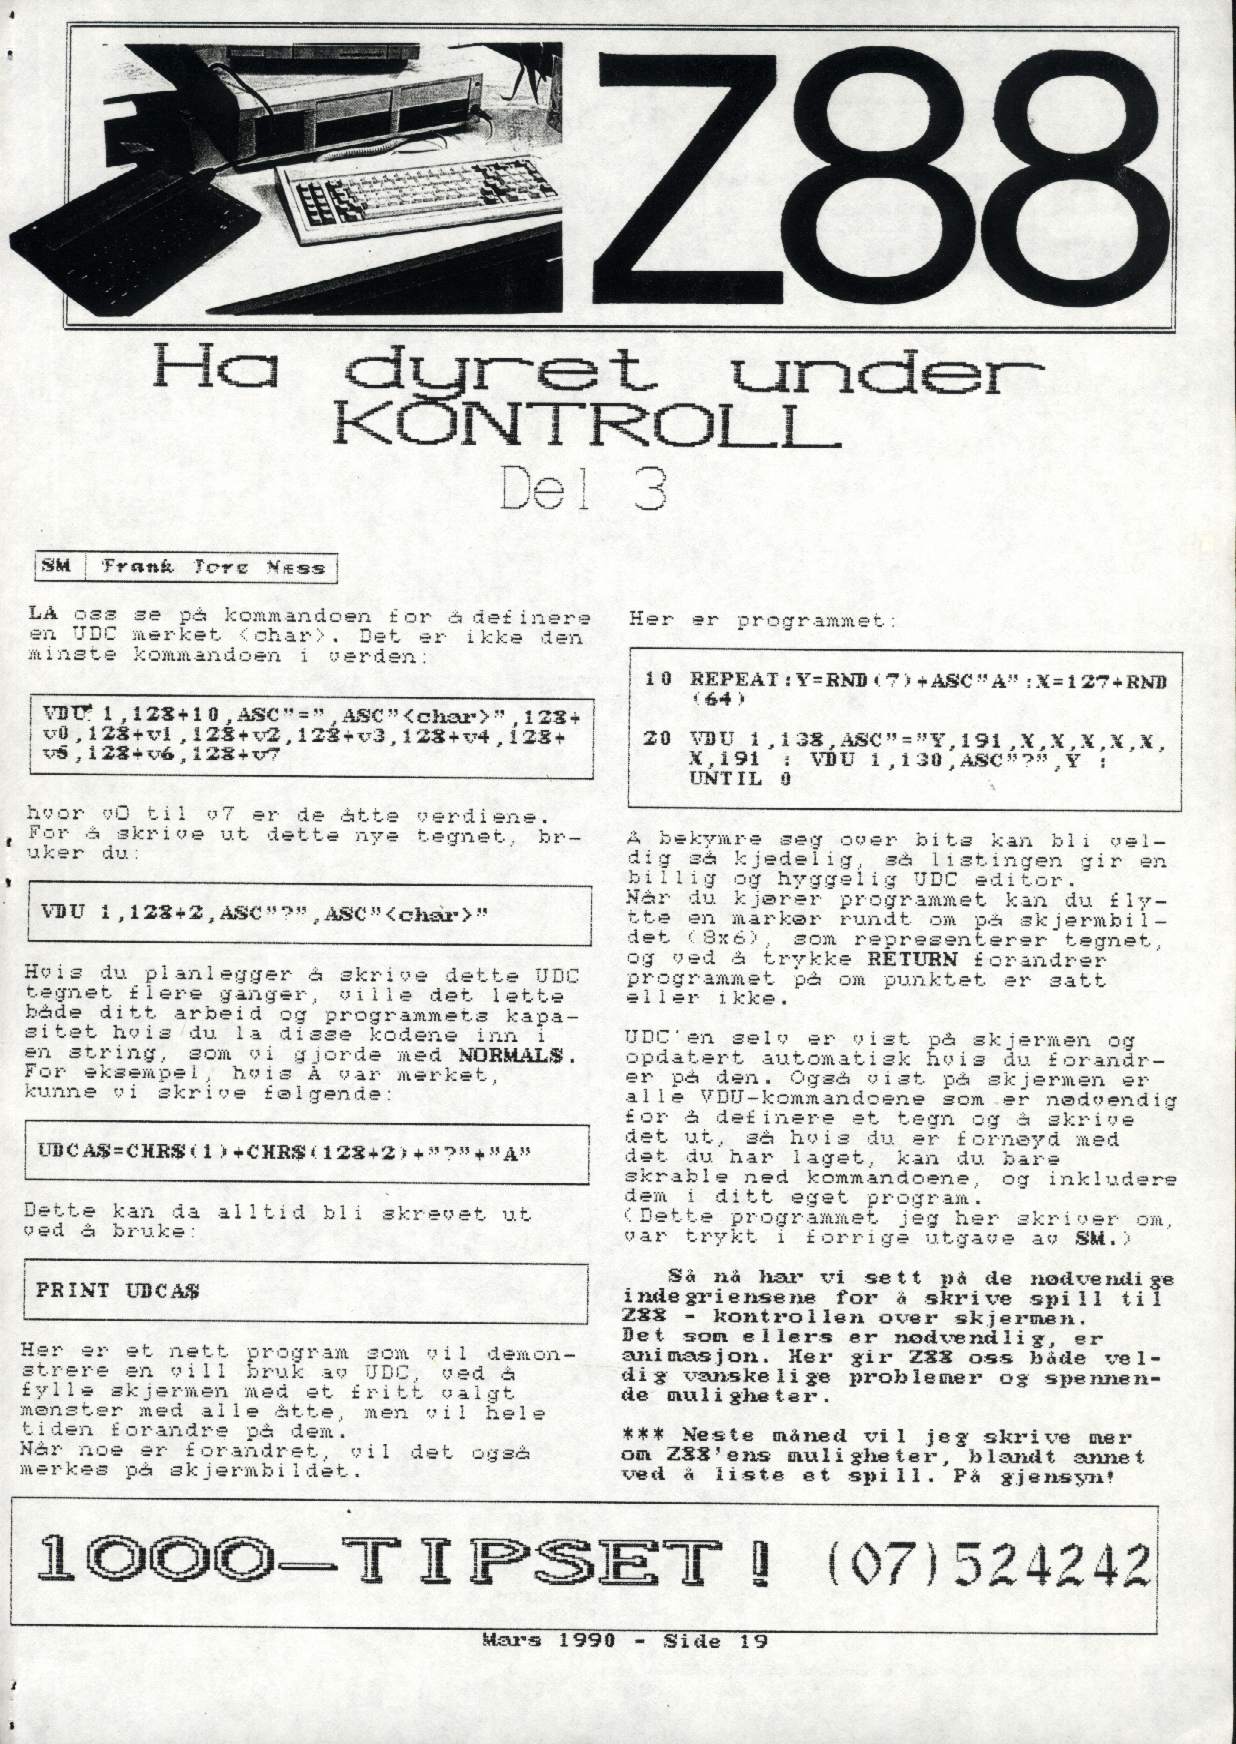 Z88
Ha dyret under
KONTROLL
Del 3
SM | Frank Tore Næss
LA oss se på kommandoen for å definere
en UDC merket <char>. Det er ikke den
minste kommandoen i verden:
VDU 1,128+10,ASC"=",ASC"<char>",128+
v0,128+v1,128+v2,128+v3,128+v4,128+
v5,128+v6,128+v7
hvor v0 til v7 er de åtte verdiene.
For å skrive ut dette nye tegnet, br-
uker du:
VDU 1,128+2,ASC"?",ASC"<char>"
Hvis du planlegger å skrive dette UDC
tegnet flere ganger, ville det lette
både ditt arbeid og programmets kapa-
sitet hvis du la disse kodene inn i
en string, som vi gjorde med NORMAL$.
For eksempel, hvis A var merket,
kunne vi skrive følgende:
UDCA$=CHR$(1)+CHR$(128+2)+"?"+"A"
Dette kan da alltid bli skrevet ut
ved å bruke:
PRINT UDCA$
Her er et nett program som vil demon-
strere en vill bruk av UDC, ved å
fylle skjermen med et fritt valgt
mønster med alle åtte, men vil hele
tiden forandre på dem.
Når noe er forandret, vil det også
merkes på skjermbildet.
Her er programmet:
10 REPEAT:Y=RND(7)+ASC"A":X=127+RND
(64)
20 VDU 1,138,ASC"="Y,191,X,X,X,X,X,
X,191 : VDU 1,130,ASC"?",Y :
UNTIL 0
Å bekymre seg over bits kan bli vel-
dig så kjedelig, så listingen gir en
billig og hyggelig UDC editor.
Når du kjører programmet kan du fly-
tte en markør rundt om på skjermbil-
det (8x6), som representerer tegnet,
og ved å trykke RETURN forandrer
programmet på om punktet er satt
eller ikke.
UDC'en selv er vist på skjermen og
opdatert automatisk hvis du forandr-
er på den. Også vist på skjermen er
alle VDU-kommandoene som er nødvendig
for å definere et tegn og å skrive
det ut, så hvis du er fornøyd med
det du har laget, kan du bare
skrable ned kommandoene, og inkludere
dem i ditt eget program.
(Dette programmet jeg her skriver om,
var trykt i forrige utgave av SM.)
Så nå har vi sett på de nødvendige
indegriensene for å skrive spill til
Z88 - kontrollen over skjermen.
Det som ellers er nødvendlig, er
animasjon. Her gir Z88 oss både vel-
dig vanskelige problemer og spennen-
de muligheter.
*** Neste måned vil jeg skrive mer
om Z88'ens muligheter, blandt annet
ved å liste et spill. På gjensyn!
1000-TIPSET! (07)524242
Mars 1990 - Side 19